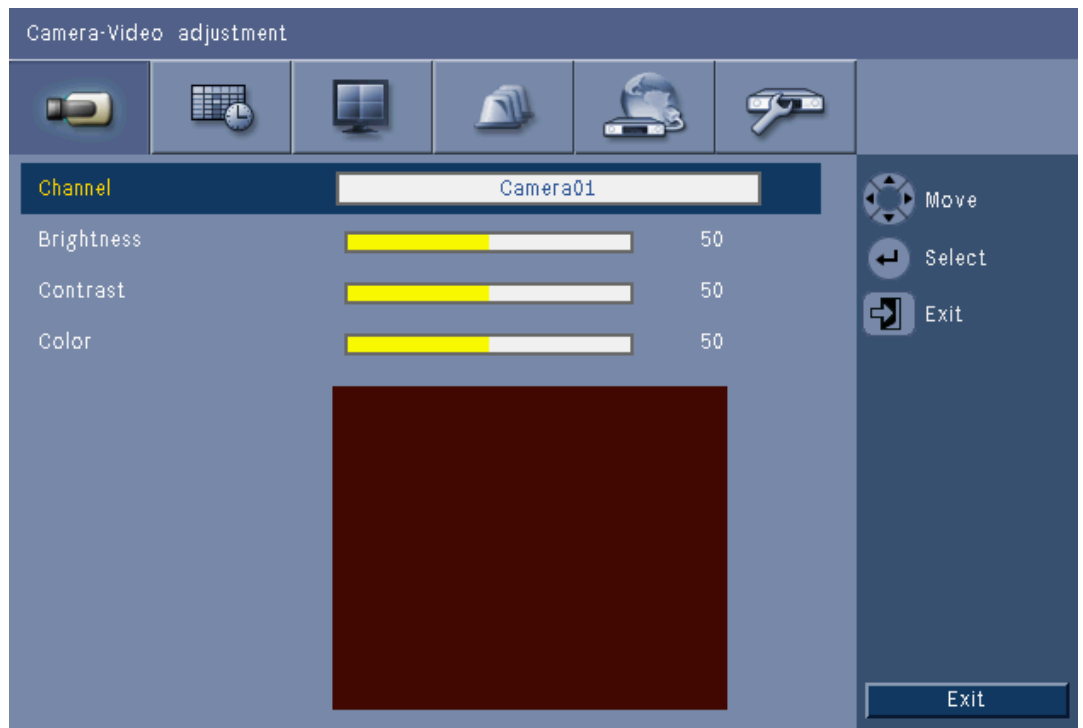 Camera-Video adjustment
Channel Camera01
Brightness 50
Contrast 50
Color 50
Move
Select
Exit
Exit